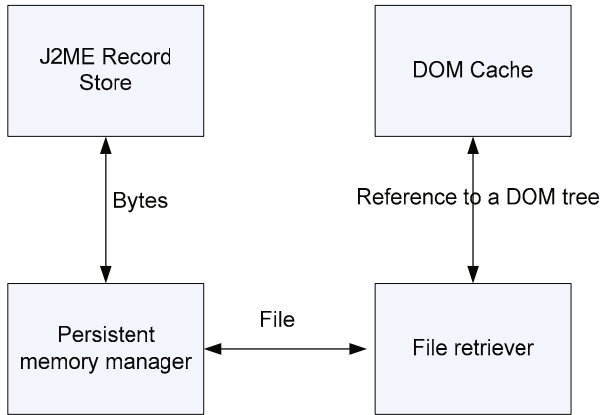 J2ME Record
Store
DOM Cache
Bytes
Reference to a DOM tree
Persistent
memory manager
File
File retriever